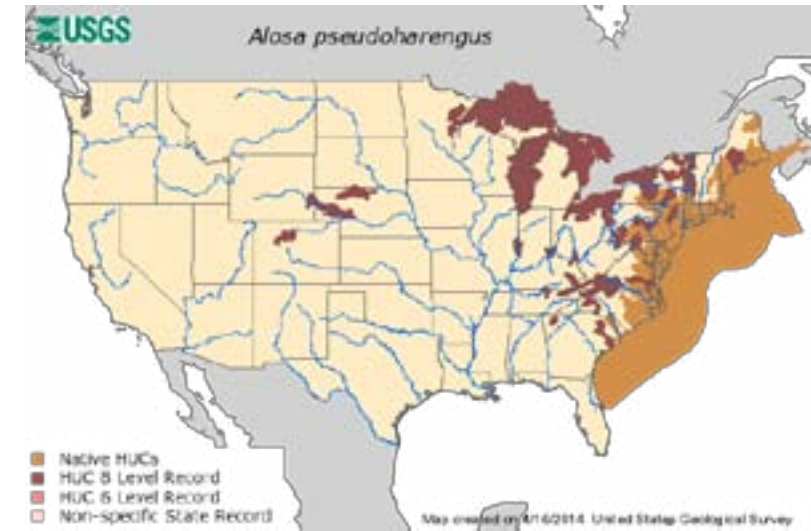 USGS
Alosa pseudoharengus
Native HUCs
HUC 8 Level Record
HUC 6 Level Record
Non-specific State Record
Map created on 4/16/2014. United States Geological Survey